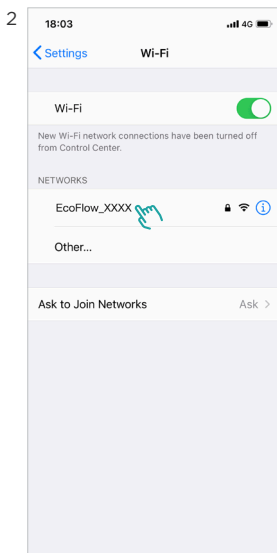 2
18:03
4G
Settings
Wi-Fi
Wi-Fi
New Wi-Fi network connections have been turned off
from Control Center.
NETWORKS
EcoFlow_XXXX
Other...
Ask to Join Networks
Ask